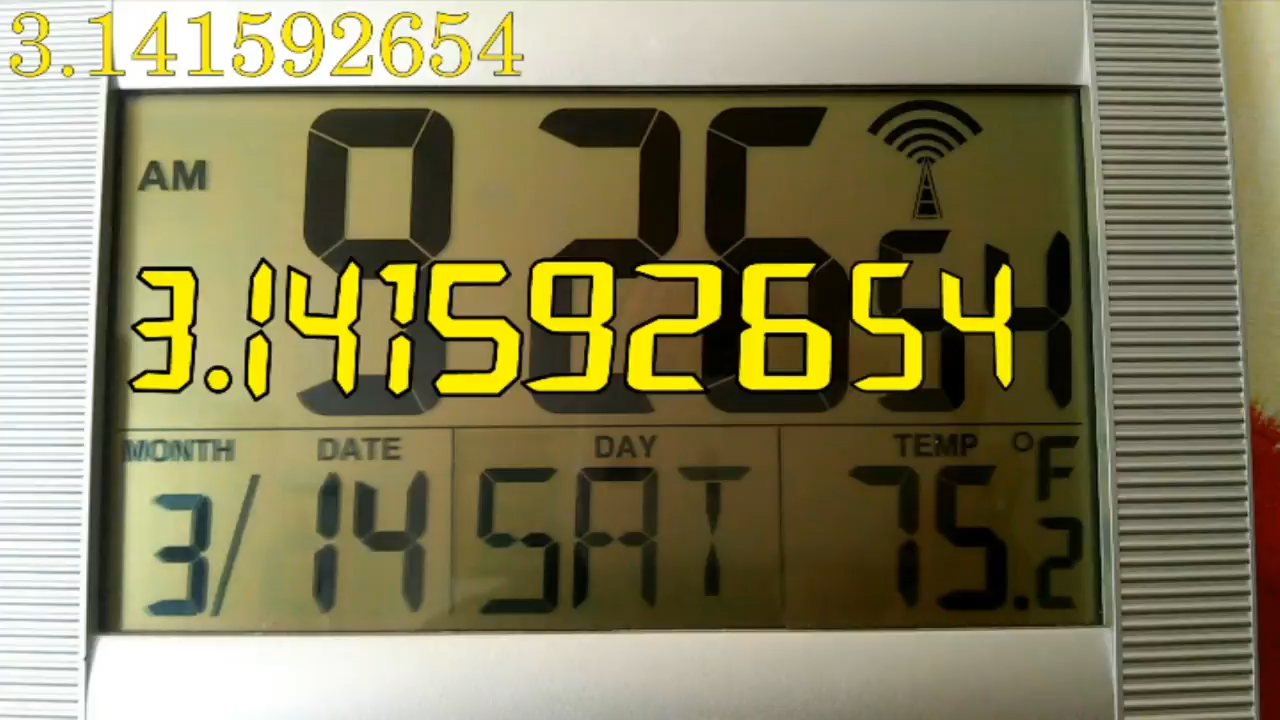 3.141592654
AM
9:26 54
3.141592654
MONTH DATE DAY TEMP °F
3/14 SAT 75.2